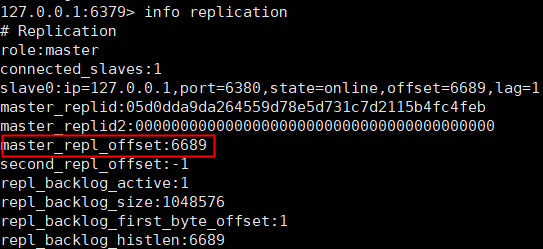 127.0.0.1:6379> info replication
# Replication
role:master
connected_slaves:1
slave0:ip=127.0.0.1,port=6380,state=online,offset=6689,lag=1
master_replid:05d0dda9da264559d78e5d731c7d2115b4fc4feb
master_replid2:0000000000000000000000000000000000000000
master_repl_offset:6689
second_repl_offset:-1
repl_backlog_active:1
repl_backlog_size:1048576
repl_backlog_first_byte_offset:1
repl_backlog_histlen:6689